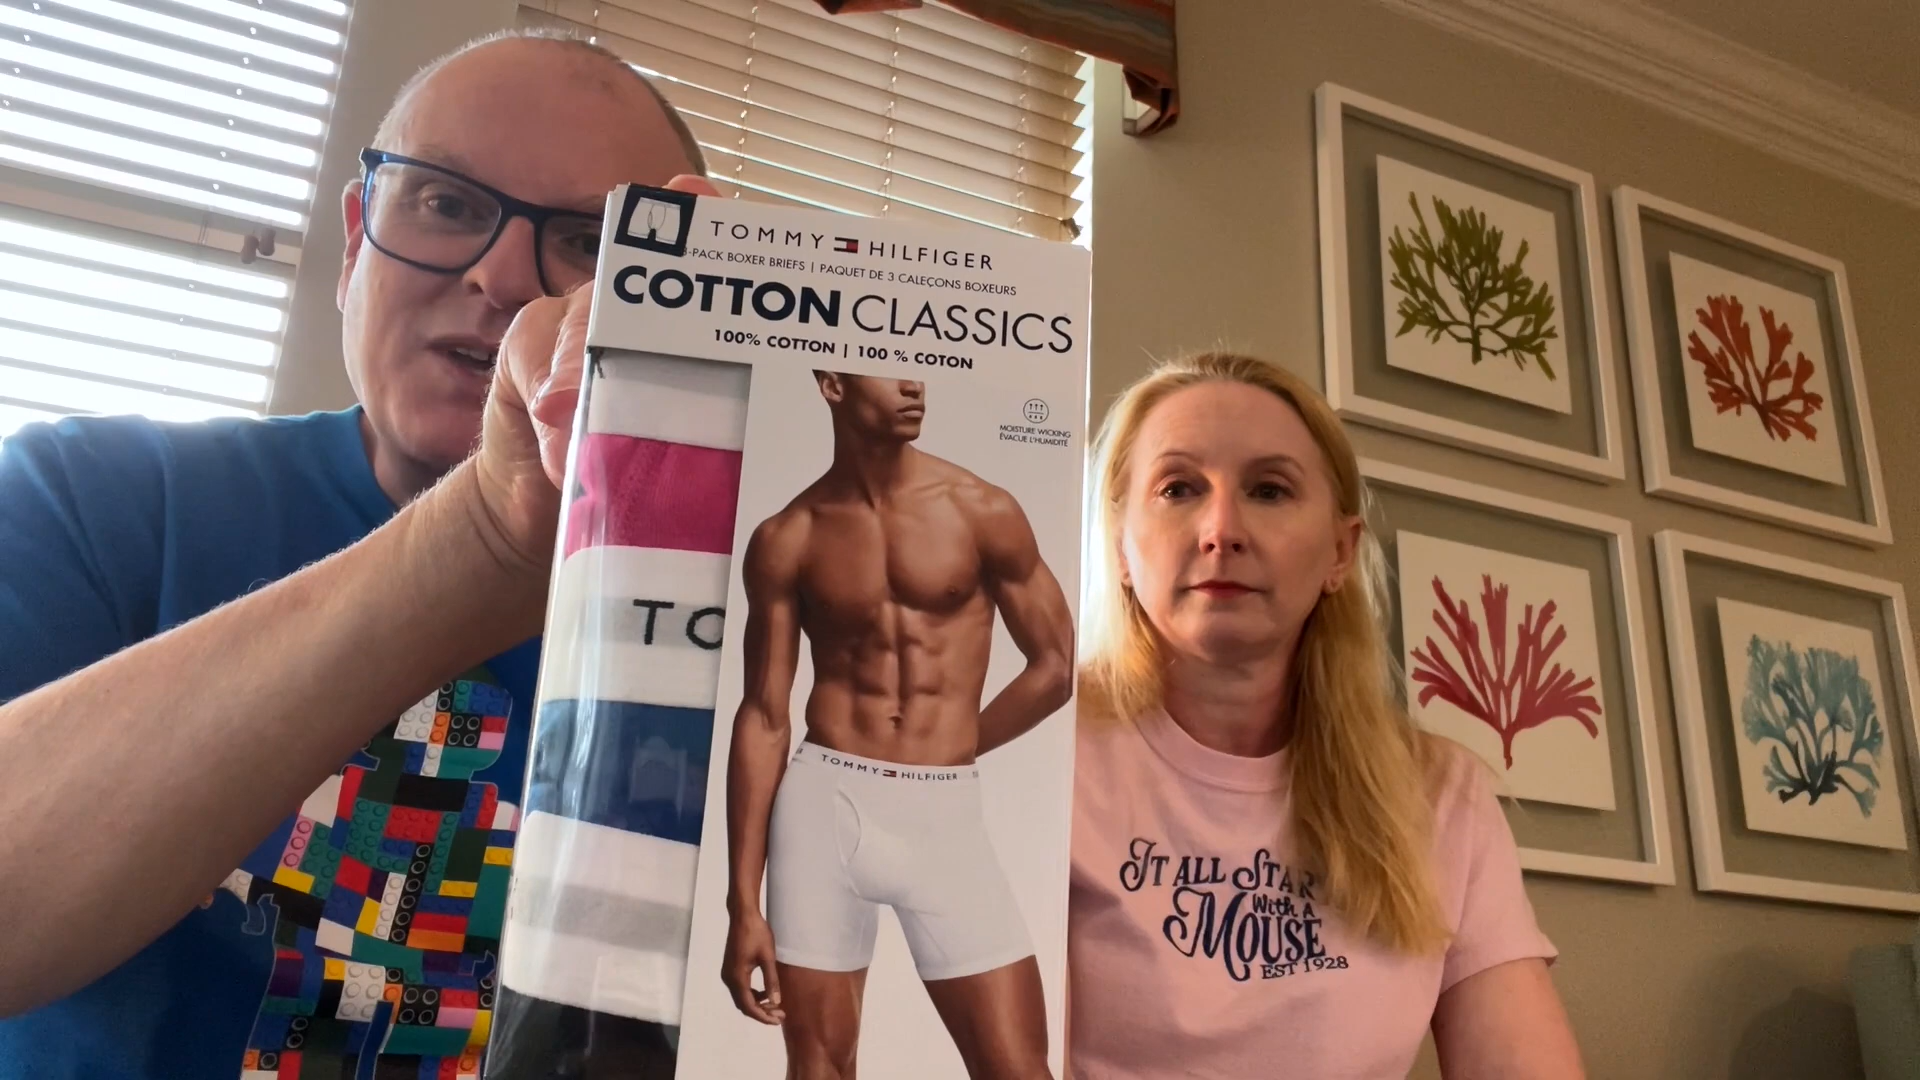 TOMMY HILFIGER
3-PACK BOXER BRIEFS | PAQUET DE 3 CALEÇONS BOXEURS
COTTON CLASSICS
100% COTTON | 100 % COTON
MOISTURE WICKING
ÉVACUE L'HUMIDITÉ
TO
TOMMY HILFIGER
IT ALL STAR
With A
MOUSE
EST 1928